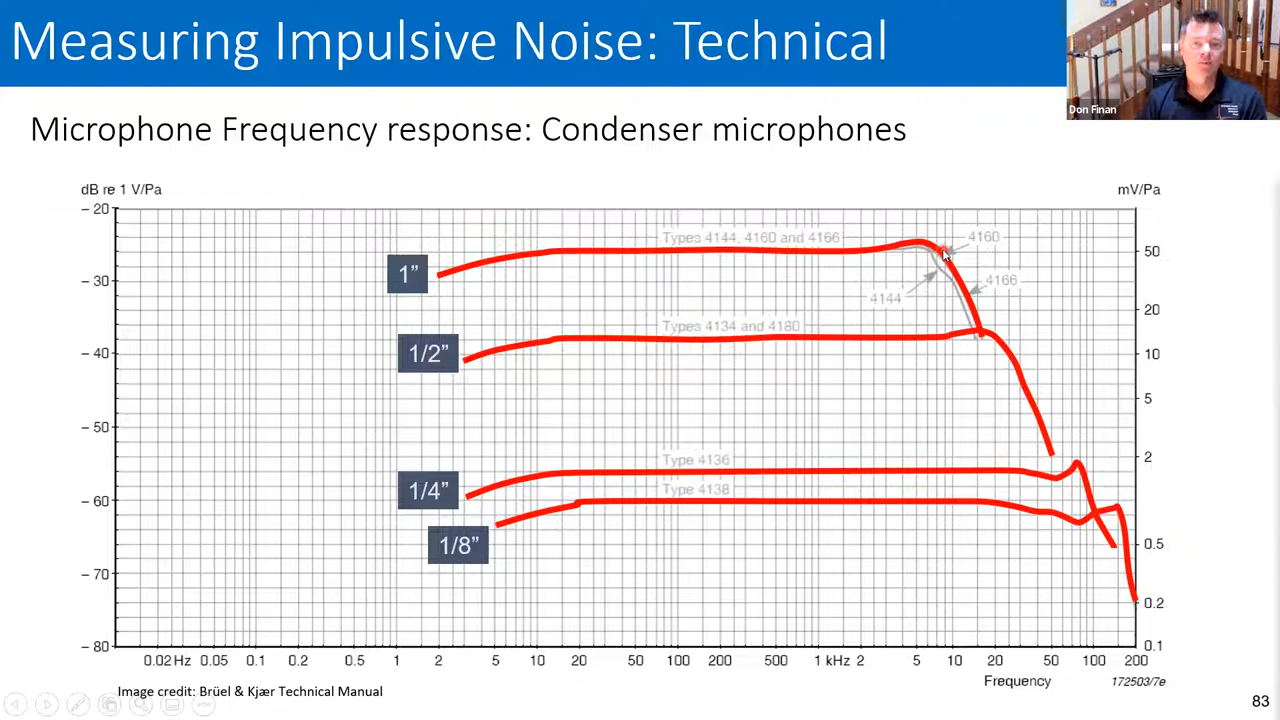 Measuring Impulsive Noise: Technical
Don Finan
Microphone Frequency response: Condenser microphones
dB re 1 V/Pa
mV/Pa
– 20
– 30
– 40
– 50
– 60
– 70
– 80
1”
1/2”
1/4”
1/8”
Types 4144, 4160 and 4166
4160
4166
4144
Types 4134 and 4180
Type 4136
Type 4138
50
20
10
5
2
0.5
0.2
0.1
0.02 Hz 0.05 0.1 0.2 0.5 1 2 5 10 20 50 100 200 500 1 kHz 2 5 10 20 50 100 200
Frequency
172503/7e
Image credit: Brüel & Kjær Technical Manual
83